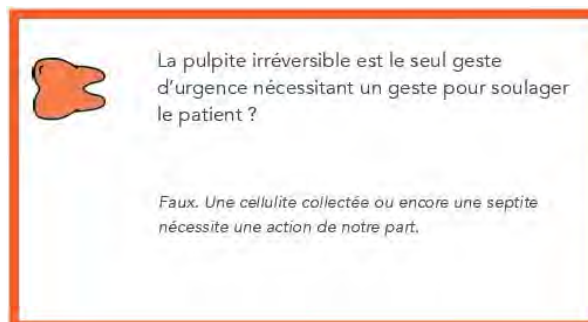 La pulpite irréversible est le seul geste
d'urgence nécessitant un geste pour soulager
le patient ?
Faux. Une cellulite collectée ou encore une septite
nécessite une action de notre part.